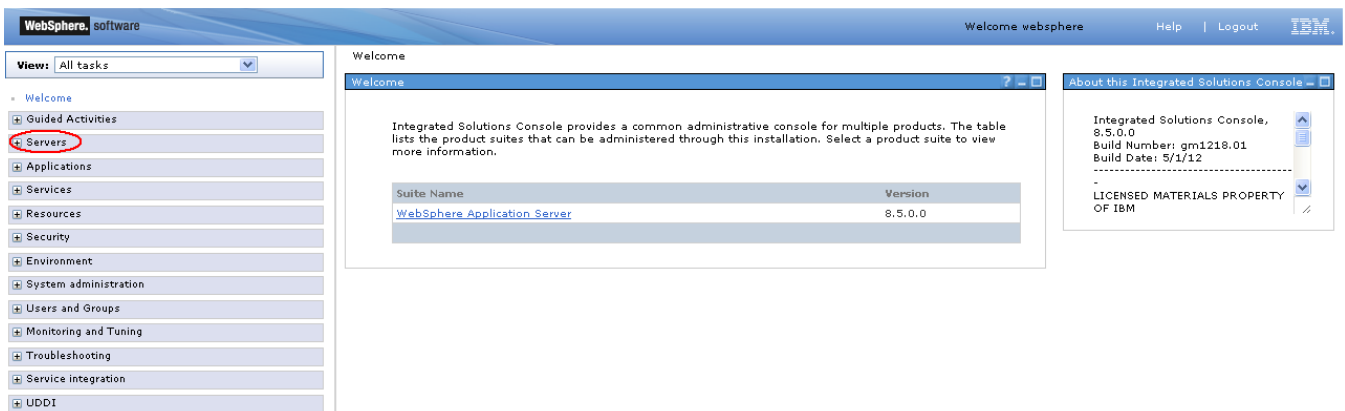 WebSphere. software
Welcome websphere
Help | Logout
IBM.
View: All tasks
Welcome
Guided Activities
Servers
Applications
Services
Resources
Security
Environment
System administration
Users and Groups
Monitoring and Tuning
Troubleshooting
Service integration
UDDI
Welcome
Welcome
Integrated Solutions Console provides a common administrative console for multiple products. The table
lists the product suites that can be administered through this installation. Select a product suite to view
more information.
Suite Name Version
WebSphere Application Server 8.5.0.0
About this Integrated Solutions Console
Integrated Solutions Console,
8.5.0.0
Build Number: gm1218.01
Build Date: 5/1/12
----------------------------------------
-
LICENSED MATERIALS PROPERTY
OF IBM